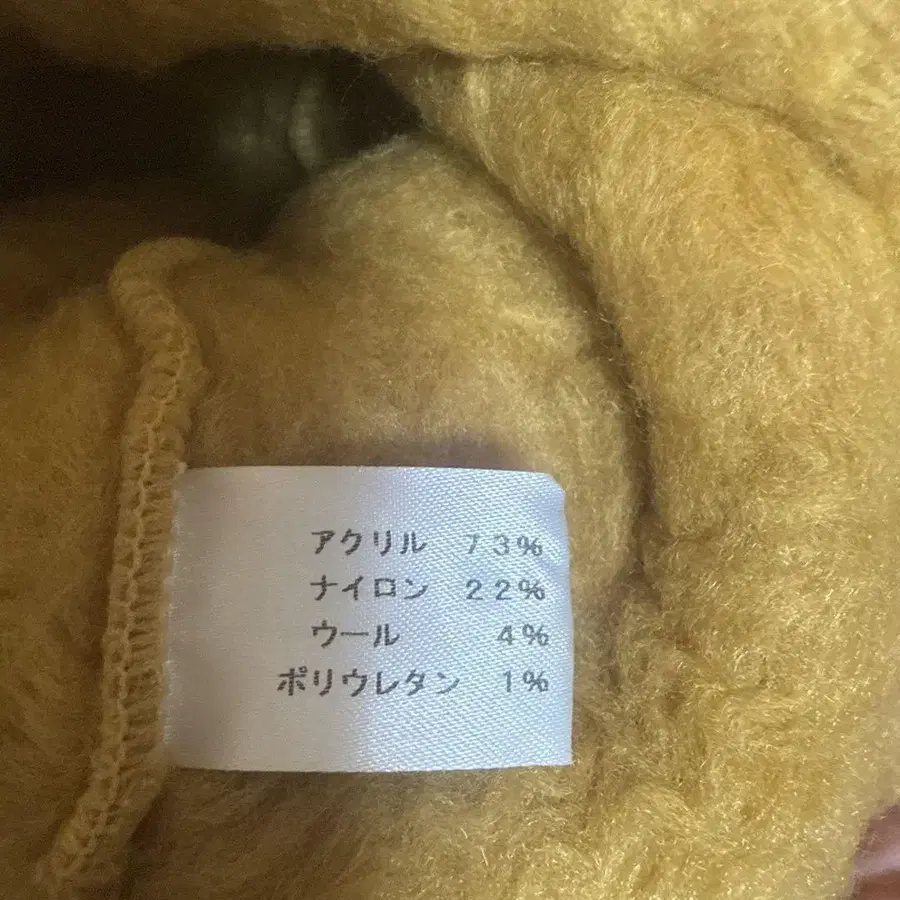 アクリル 73%
ナイロン 22%
ウール 4%
ポリウレタン 1%